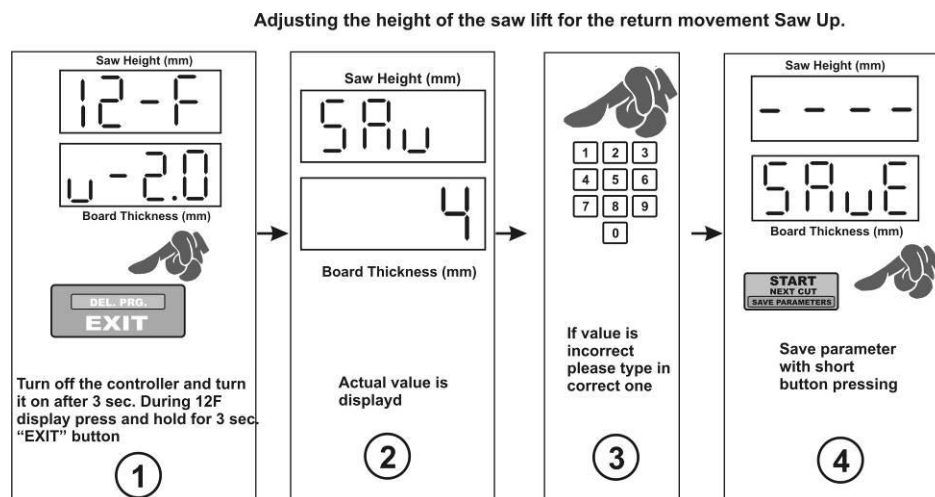 Adjusting the height of the saw lift for the return movement Saw Up.
Saw Height (mm)
12-F
u-2.0
Board Thickness (mm)
DEL. PRG.
EXIT
Turn off the controller and turn
it on after 3 sec. During 12F
display press and hold for 3 sec.
“EXIT” button
1
Saw Height (mm)
SAu
4
Board Thickness (mm)
Actual value is
displayd
2
1 2 3
4 5 6
7 8 9
0
If value is
incorrect
please type in
correct one
3
Saw Height (mm)
- - - -
SAuE
Board Thickness (mm)
START
NEXT CUT
SAVE PARAMETERS
Save parameter
with short
button pressing
4